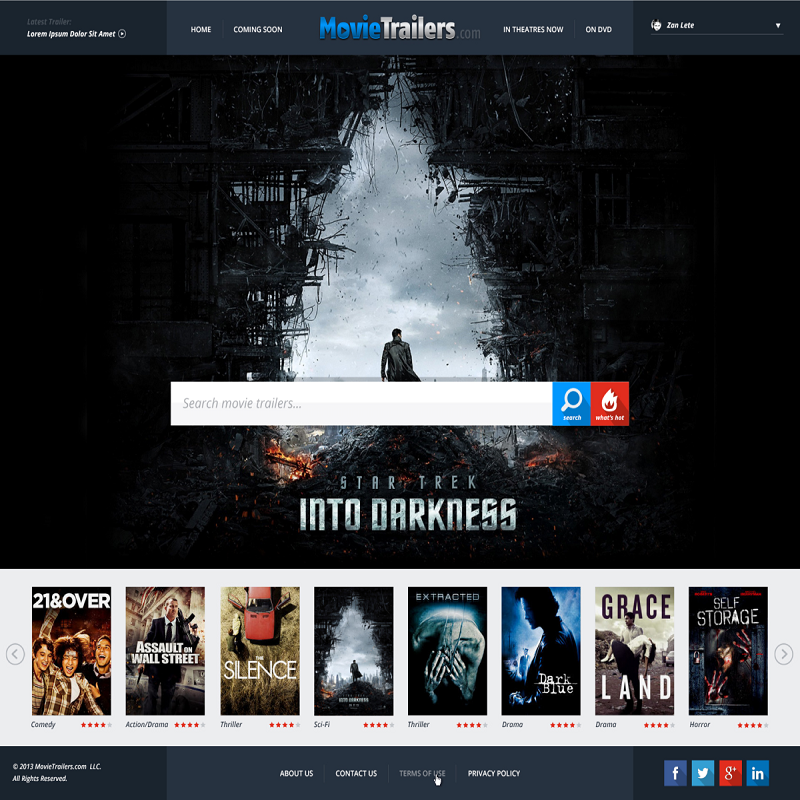 Latest Trailer:
Lorem Ipsum Dolor Sit Amet
HOME
COMING SOON
MovieTrailers.com
IN THEATRES NOW
ON DVD
Zan Lete
Search movie trailers...
search
what's hot
STAR TREK
INTO DARKNESS
21&OVER
ASSAULT ON
WALL STREET
THE
SILENCE
INTO DARKNESS
EXTRACTED
Dark
Blue
GRACE
LAND
SELF
STORAGE
Comedy
Action/Drama
Thriller
Sci-Fi
Thriller
Drama
Drama
Horror
© 2013 MovieTrailers.com LLC.
All Rights Reserved.
ABOUT US
CONTACT US
TERMS OF USE
PRIVACY POLICY
f
g+
in